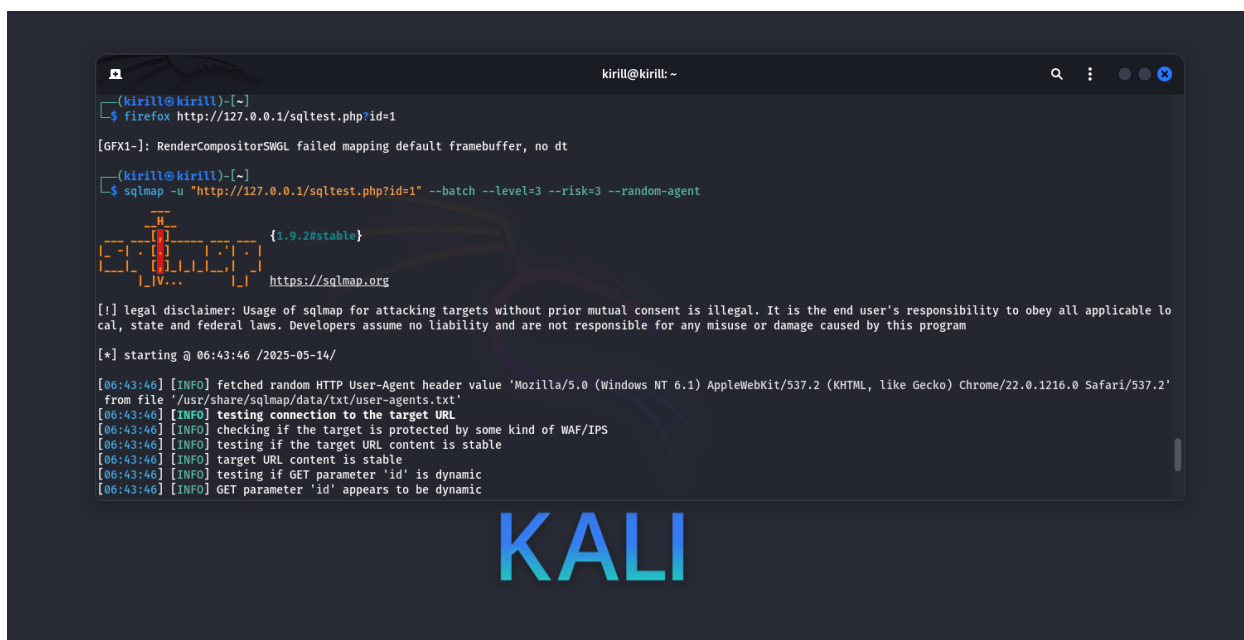 kirill@kirill: ~
(kirill㉿kirill)-[~]
$ firefox http://127.0.0.1/sqltest.php?id=1
[GFX1-]: RenderCompositorSWGL failed mapping default framebuffer, no dt
(kirill㉿kirill)-[~]
$ sqlmap -u "http://127.0.0.1/sqltest.php?id=1" --batch --level=3 --risk=3 --random-agent
___
__H__
___ ___[,]_____ ___ ___  {1.9.2#stable}
|_ -| . [.]     | .'| . |
|___|_  [,]_|_|_|__,|  _|
|_|V...       |_|   https://sqlmap.org
[!] legal disclaimer: Usage of sqlmap for attacking targets without prior mutual consent is illegal. It is the end user's responsibility to obey all applicable lo
cal, state and federal laws. Developers assume no liability and are not responsible for any misuse or damage caused by this program
[*] starting @ 06:43:46 /2025-05-14/
[06:43:46] [INFO] fetched random HTTP User-Agent header value 'Mozilla/5.0 (Windows NT 6.1) AppleWebKit/537.2 (KHTML, like Gecko) Chrome/22.0.1216.0 Safari/537.2'
from file '/usr/share/sqlmap/data/txt/user-agents.txt'
[06:43:46] [INFO] testing connection to the target URL
[06:43:46] [INFO] checking if the target is protected by some kind of WAF/IPS
[06:43:46] [INFO] testing if the target URL content is stable
[06:43:46] [INFO] target URL content is stable
[06:43:46] [INFO] testing if GET parameter 'id' is dynamic
[06:43:46] [INFO] GET parameter 'id' appears to be dynamic
KALI